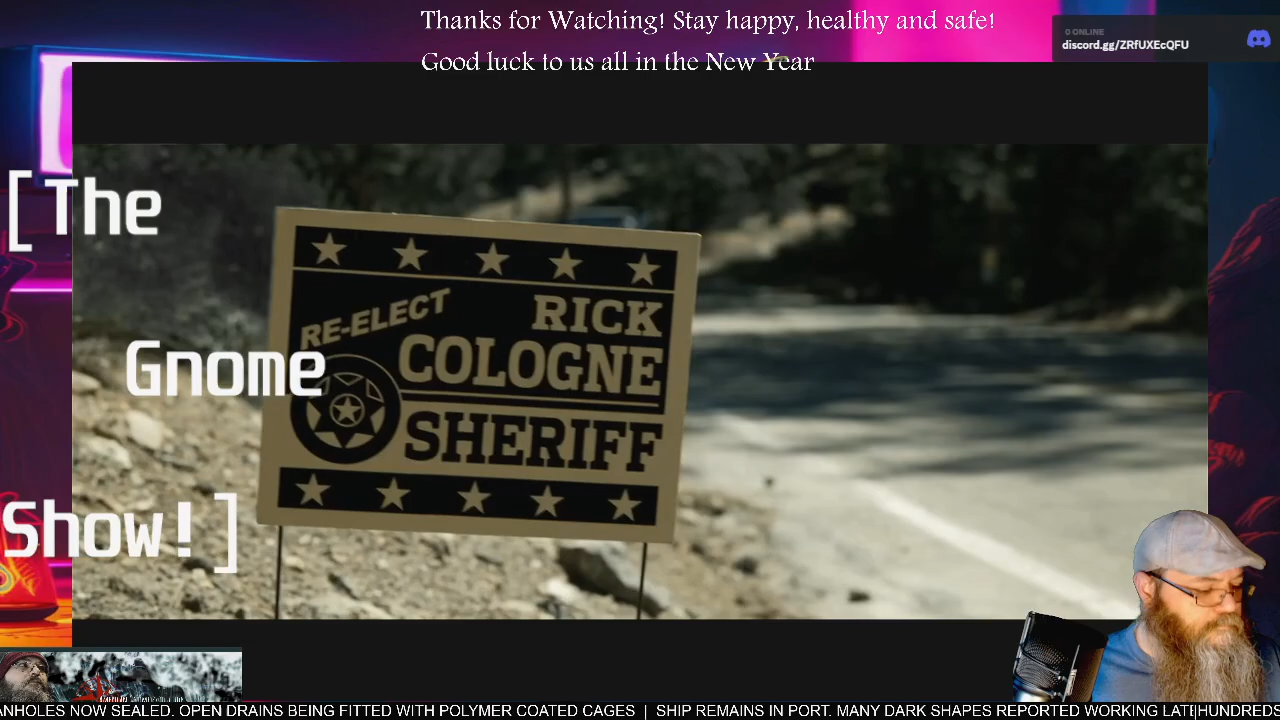 Thanks for Watching! Stay happy, healthy and safe!
Good luck to us all in the New Year
0 ONLINE
discord.gg/ZRfUXEcQFU
[The
Gnome
Show!]
RE-ELECT
RICK
COLOGNE
SHERIFF
ANHOLES NOW SEALED. OPEN DRAINS BEING FITTED WITH POLYMER COATED CAGES | SHIP REMAINS IN PORT. MANY DARK SHAPES REPORTED WORKING LAT|HUNDREDS